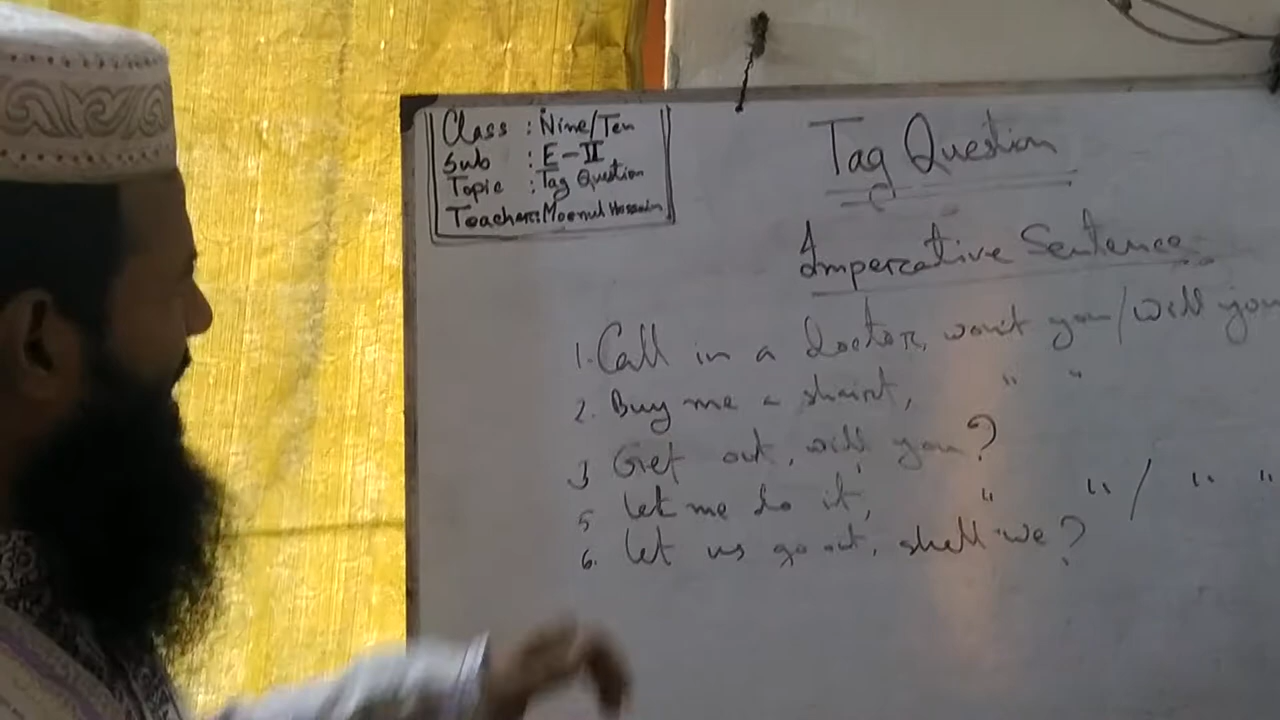 Class : Nine/Ten
Sub : E-II
Topic : Tag Question
Teacher: Moenul Hossain
Tag Question
Imperative Sentence
1. Call in a doctor, won't you/will you
2. Buy me a shairt, " "
3 Get out, will you?
5 let me do it, " " / " "
6. let us go out, shall we?